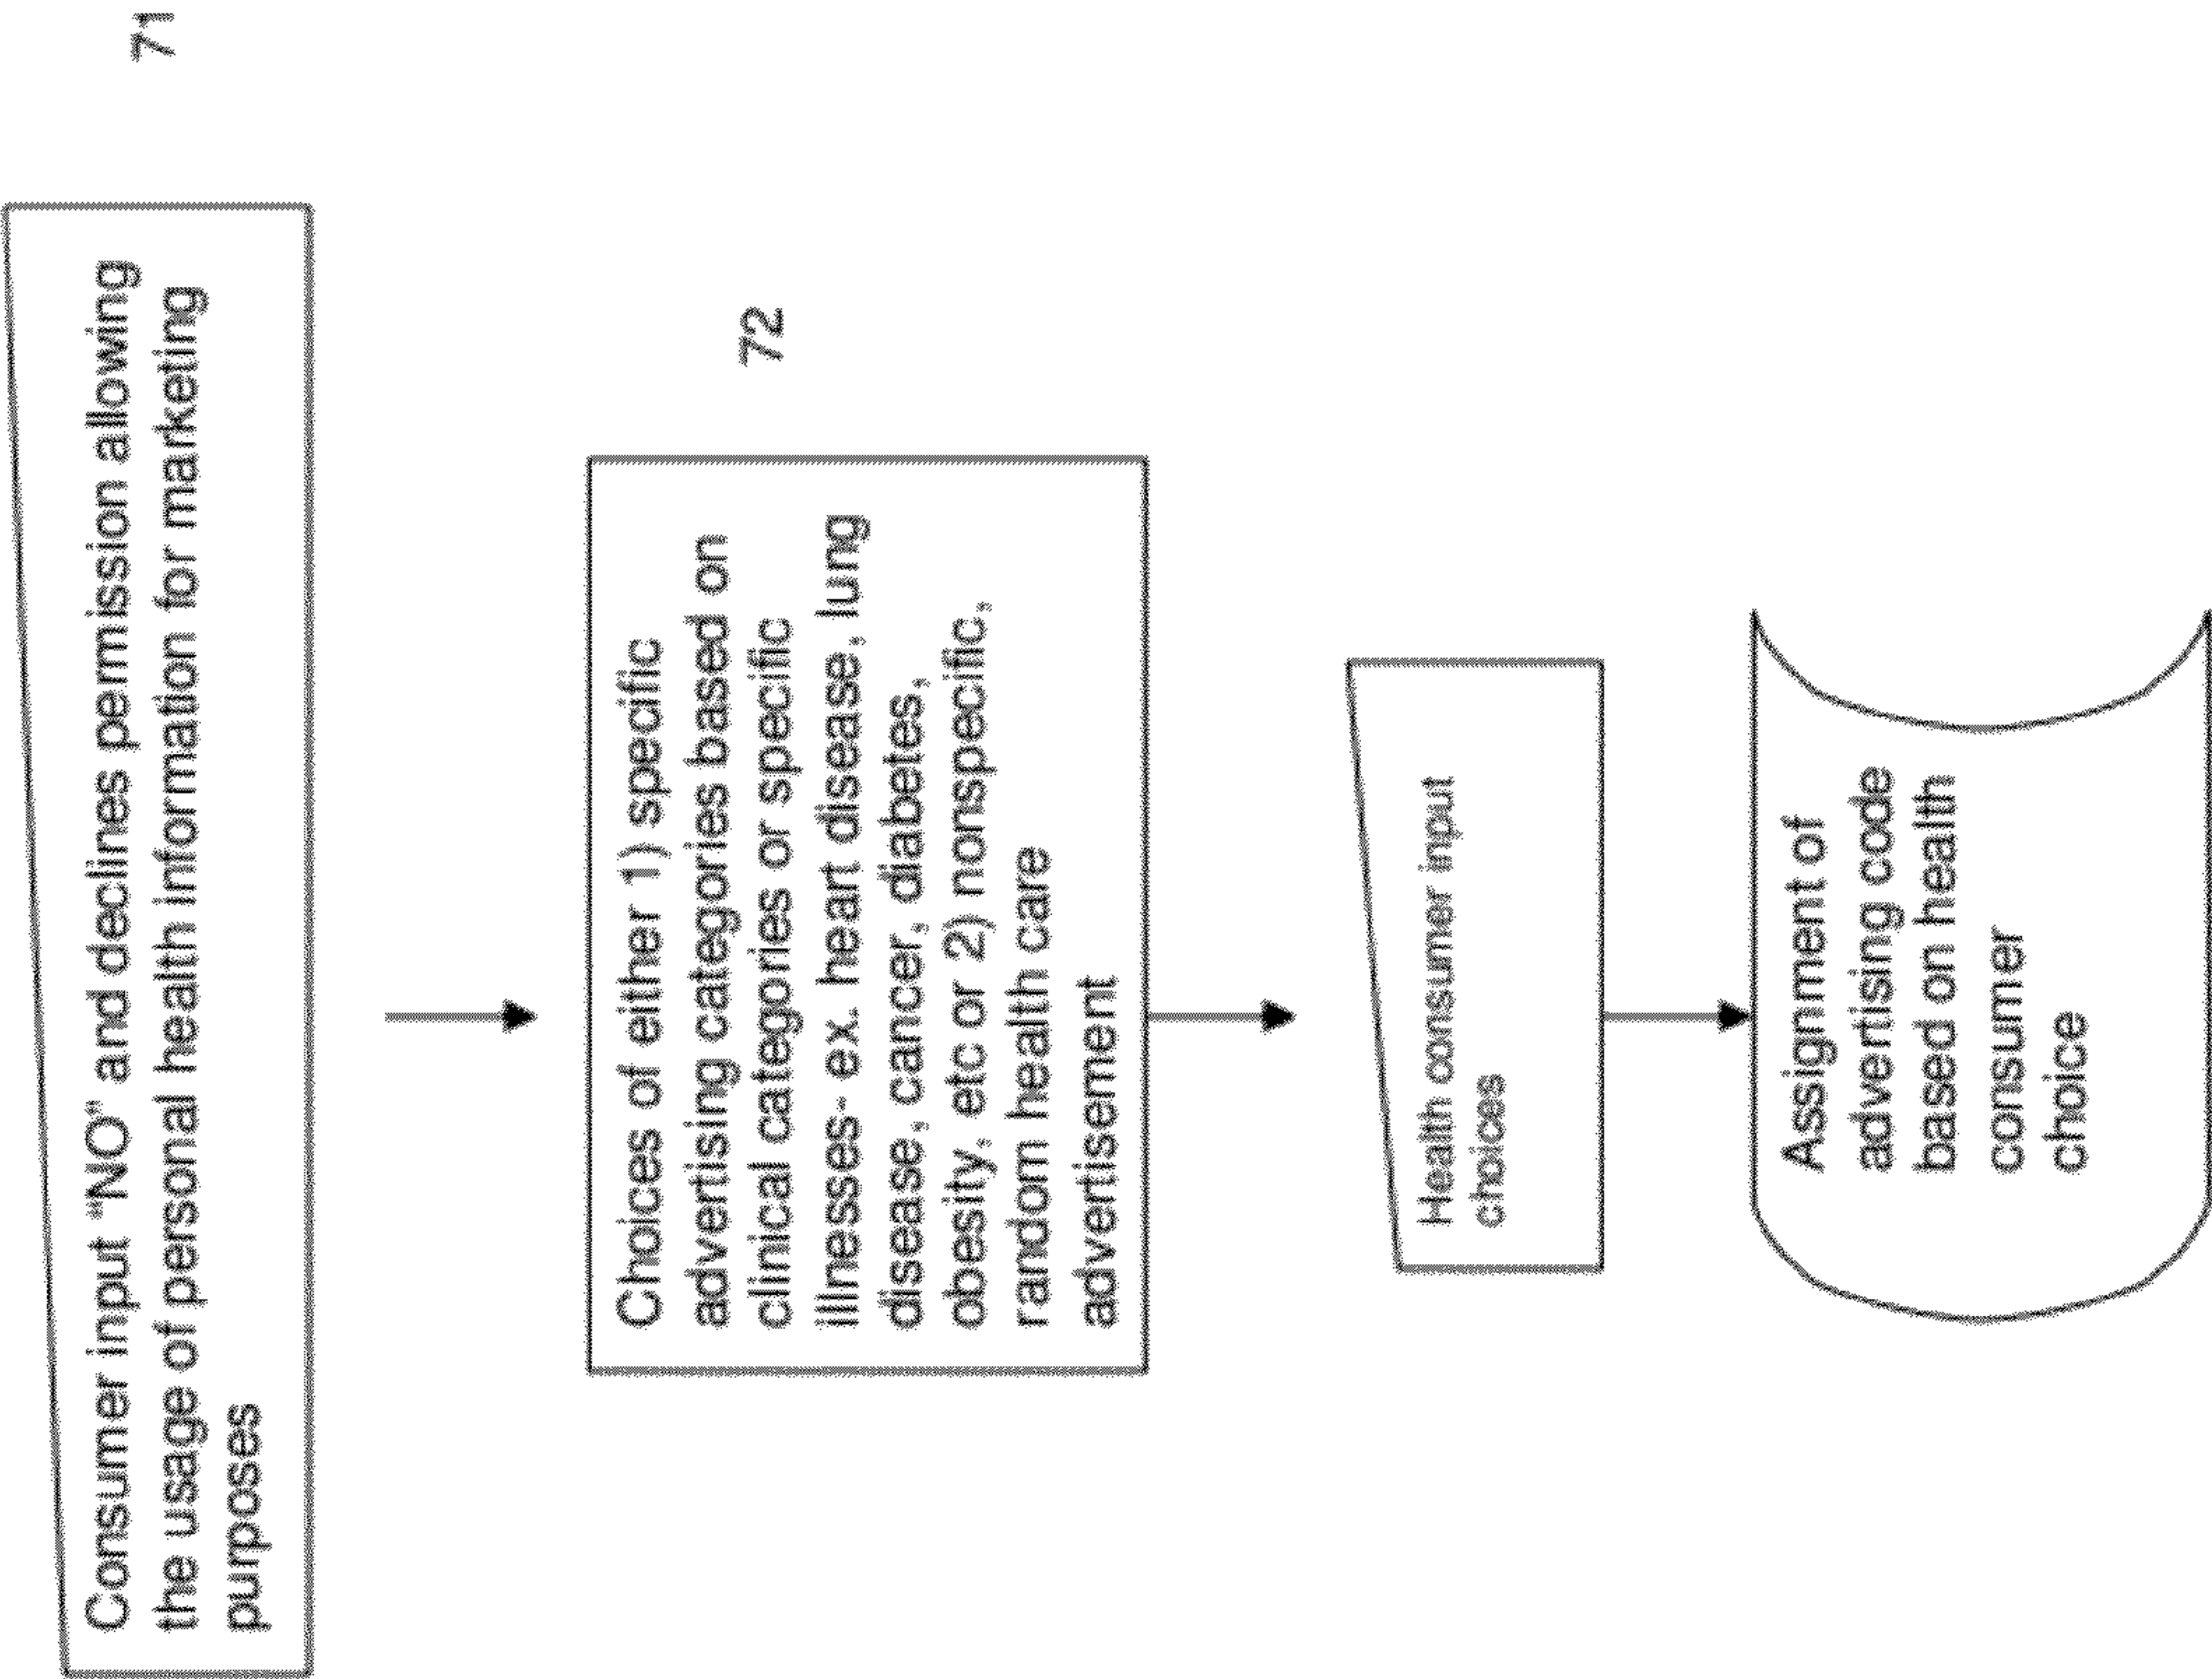 Consumer input "NO" and declines permission allowing
the usage of personal health information for marketing
purposes
71
Choices of either 1) specific
advertising categories based on
clinical categories or specific
illnesses- ex. heart disease, lung
disease, cancer, diabetes,
obesity, etc or 2) nonspecific,
random health care
advertisement
72
Health consumer input
choices
Assignment of
advertising code
based on health
consumer
choice